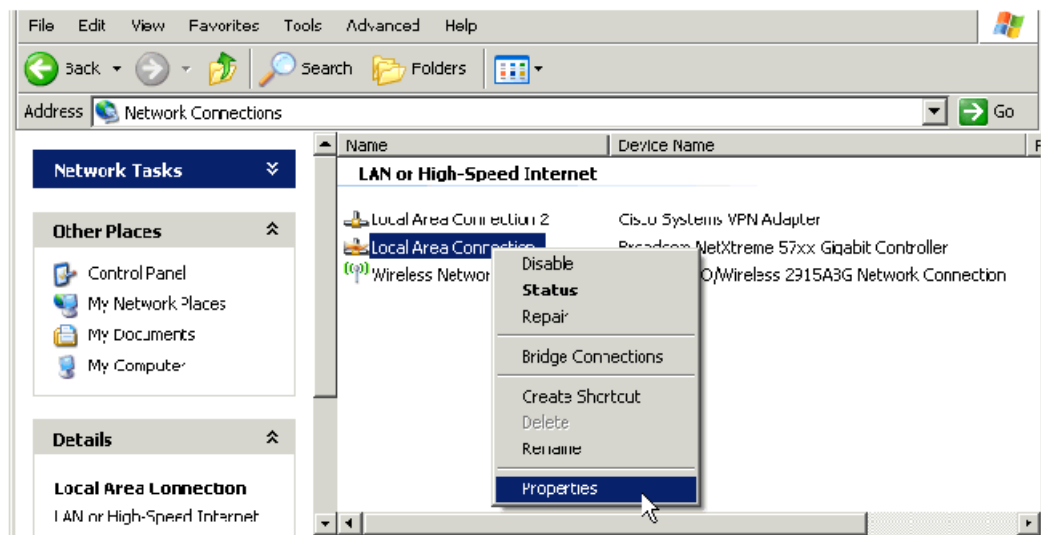 File Edit View Favorites Tools Advanced Help
Back Search Folders
Address Network Connections Go
Name Device Name
Network Tasks
LAN or High-Speed Internet
Other Places
Local Area Connection 2 Cisco Systems VPN Adapter
Local Area Connection Broadcom NetXtreme 57xx Gigabit Controller
Control Panel
Wireless Networ O/Wireless 2915ABG Network Connection
My Network Places
My Documents
My Computer
Disable
Status
Repair
Bridge Connections
Create Shortcut
Delete
Rename
Properties
Details
Local Area Connection
LAN or High-Speed Internet